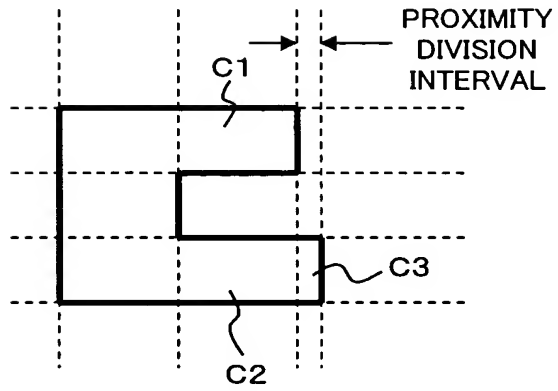 PROXIMITY
DIVISION
INTERVAL
C1
C3
C2